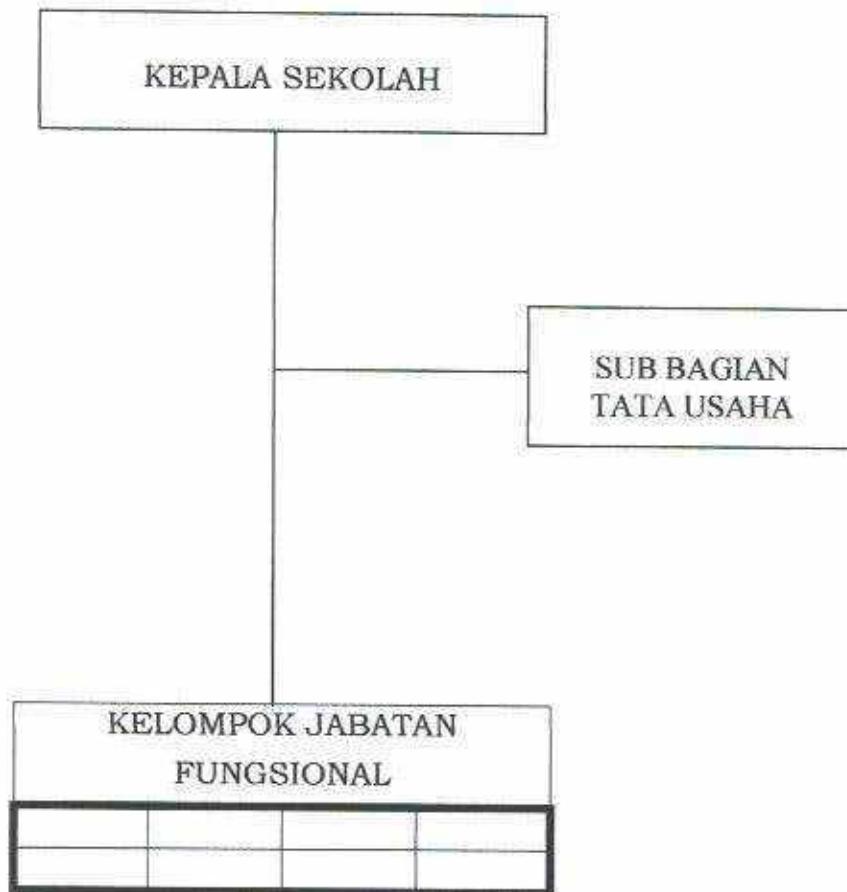 KEPALA SEKOLAH
SUB BAGIAN
TATA USAHA
KELOMPOK JABATAN
FUNGSIONAL